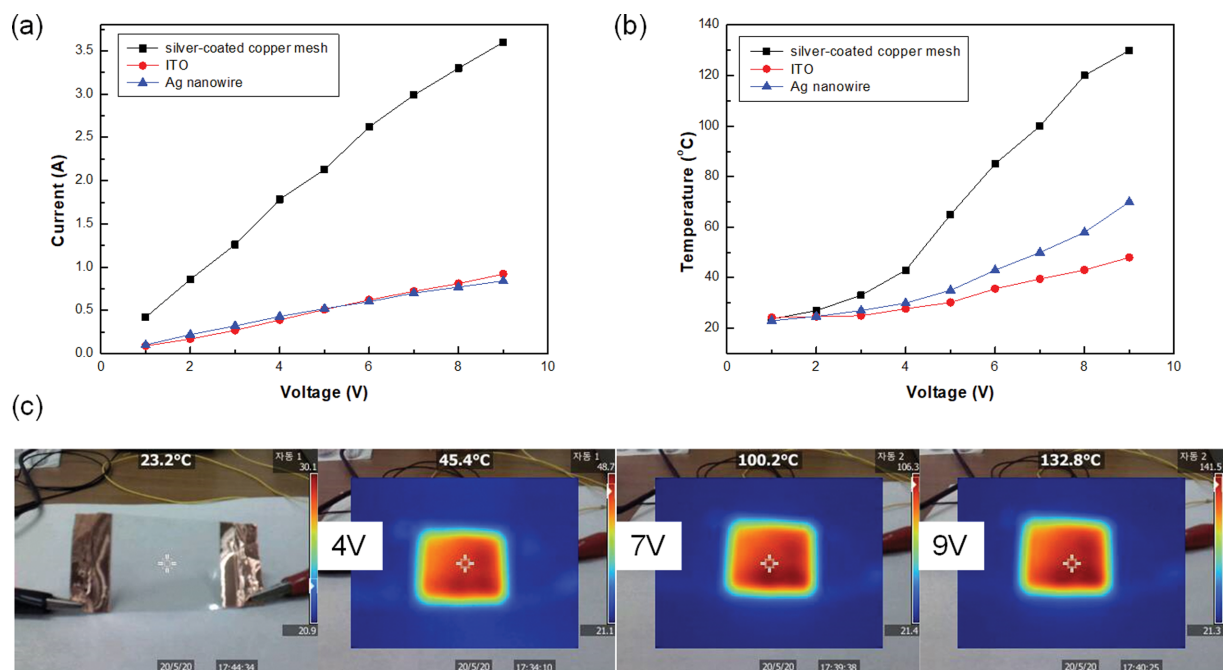 (a)
3.5
3.0
2.5
2.0
1.5
1.0
0.5
0.0
Current (A)
silver-coated copper mesh
ITO
Ag nanowire
0
2
4
6
8
10
Voltage (V)
(b)
140
120
100
80
60
40
20
Temperature (°C)
silver-coated copper mesh
ITO
Ag nanowire
0
2
4
6
8
10
Voltage (V)
(c)
23.2°C
자동 1
30.1
20.9
20/5/20 17:44:34
45.4°C
자동 1
48.7
4V
21.1
20/5/20 17:34:10
100.2°C
자동 2
106.3
7V
21.4
20/5/20 17:39:38
132.8°C
자동 2
141.5
9V
21.3
20/5/20 17:40:25